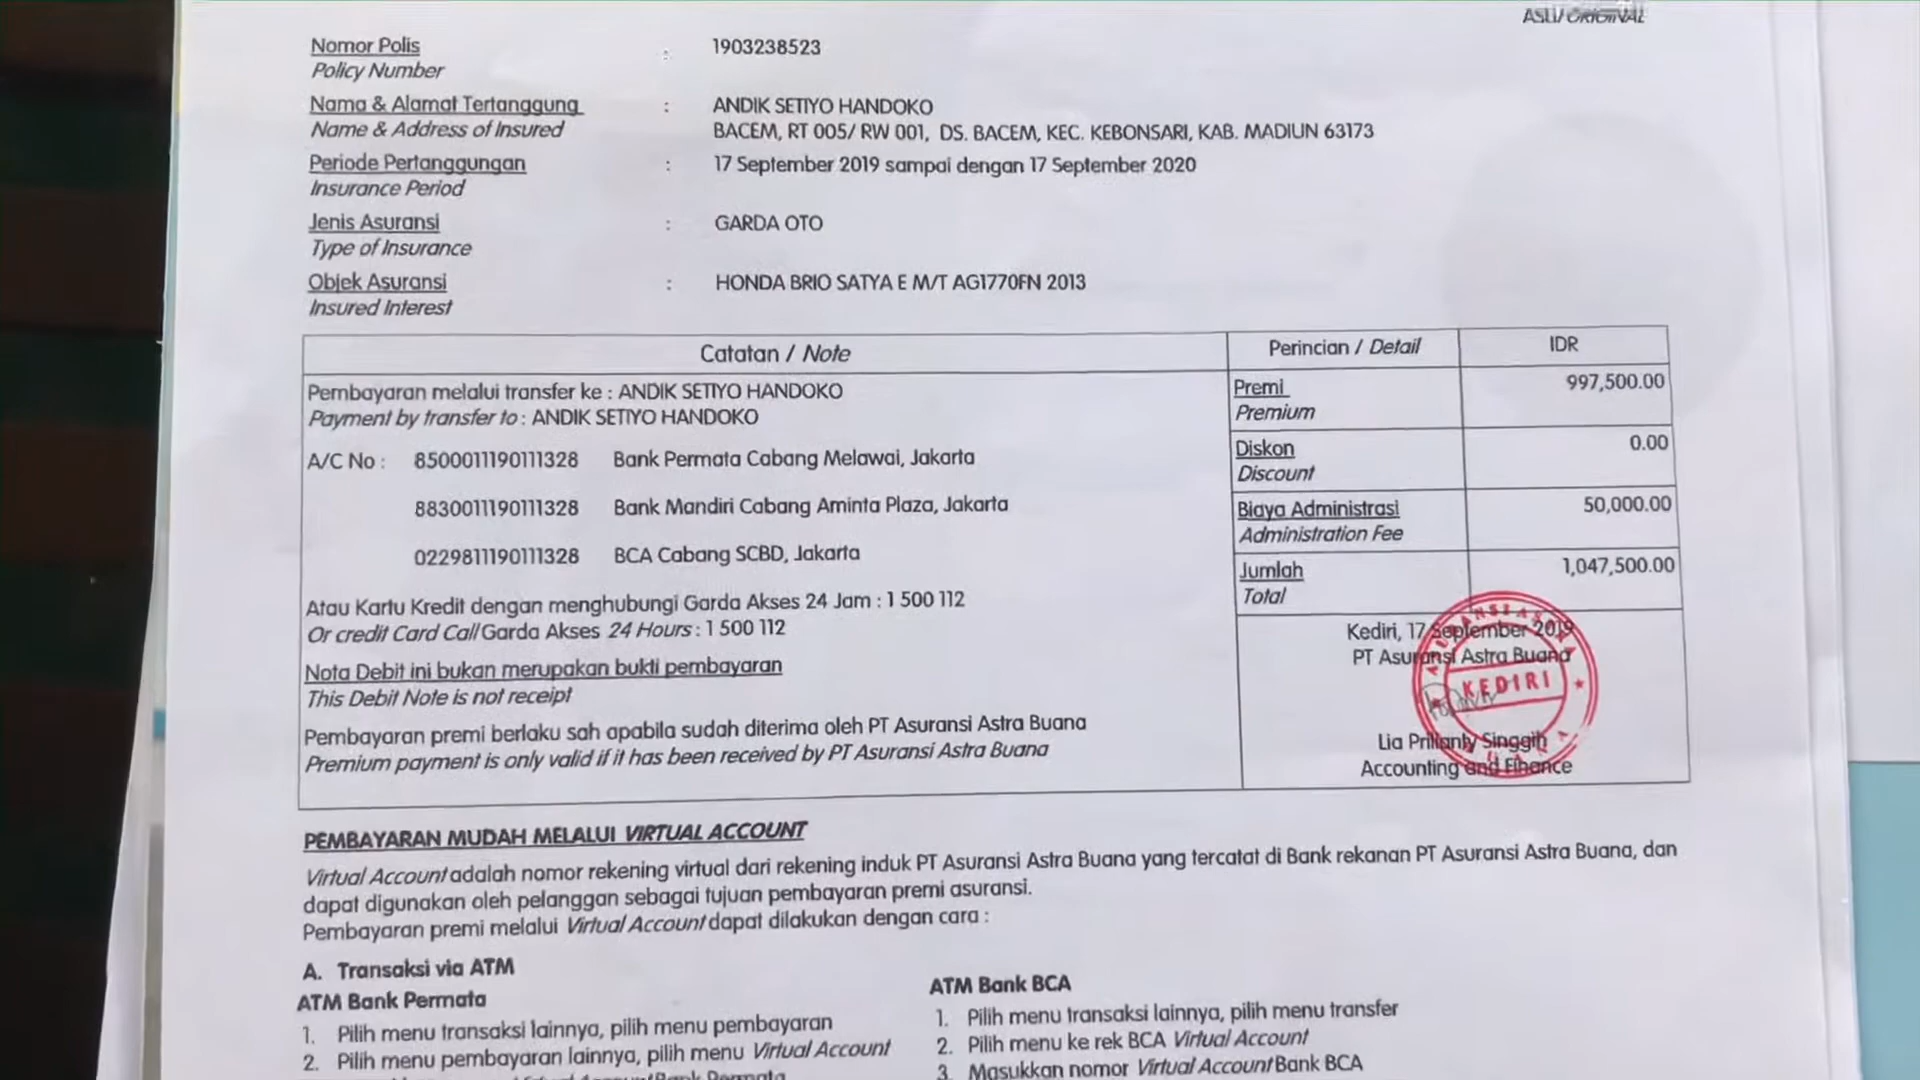 ASLI/ORIGINAL
Nomor Polis : 1903238523
Policy Number
Nama & Alamat Tertanggung : ANDIK SETIYO HANDOKO
Name & Address of Insured BACEM, RT 005/ RW 001, DS. BACEM, KEC. KEBONSARI, KAB. MADIUN 63173
Periode Pertanggungan : 17 September 2019 sampai dengan 17 September 2020
Insurance Period
Jenis Asuransi : GARDA OTO
Type of Insurance
Objek Asuransi : HONDA BRIO SATYA E M/T AG1770FN 2013
Insured Interest
Catatan / Note
Pembayaran melalui transfer ke : ANDIK SETIYO HANDOKO
Payment by transfer to : ANDIK SETIYO HANDOKO
A/C No : 8500011190111328 Bank Permata Cabang Melawai, Jakarta
8830011190111328 Bank Mandiri Cabang Aminta Plaza, Jakarta
0229811190111328 BCA Cabang SCBD, Jakarta
Atau Kartu Kredit dengan menghubungi Garda Akses 24 Jam : 1 500 112
Or credit Card Call Garda Akses 24 Hours : 1 500 112
Nota Debit ini bukan merupakan bukti pembayaran
This Debit Note is not receipt
Pembayaran premi berlaku sah apabila sudah diterima oleh PT Asuransi Astra Buana
Premium payment is only valid if it has been received by PT Asuransi Astra Buana
Perincian / Detail IDR
Premi 997,500.00
Premium
Diskon 0.00
Discount
Biaya Administrasi 50,000.00
Administration Fee
Jumlah 1,047,500.00
Total
Kediri, 17 September 2019
PT Asuransi Astra Buana
KEDIRI
Lia Prilianty Singgih
Accounting and Finance
PEMBAYARAN MUDAH MELALUI VIRTUAL ACCOUNT
Virtual Account adalah nomor rekening virtual dari rekening induk PT Asuransi Astra Buana yang tercatat di Bank rekanan PT Asuransi Astra Buana, dan
dapat digunakan oleh pelanggan sebagai tujuan pembayaran premi asuransi.
Pembayaran premi melalui Virtual Account dapat dilakukan dengan cara :
A. Transaksi via ATM
ATM Bank Permata
1. Pilih menu transaksi lainnya, pilih menu pembayaran
2. Pilih menu pembayaran lainnya, pilih menu Virtual Account
Bank Permata
ATM Bank BCA
1. Pilih menu transaksi lainnya, pilih menu transfer
2. Pilih menu ke rek BCA Virtual Account
3. Masukkan nomor Virtual Account Bank BCA